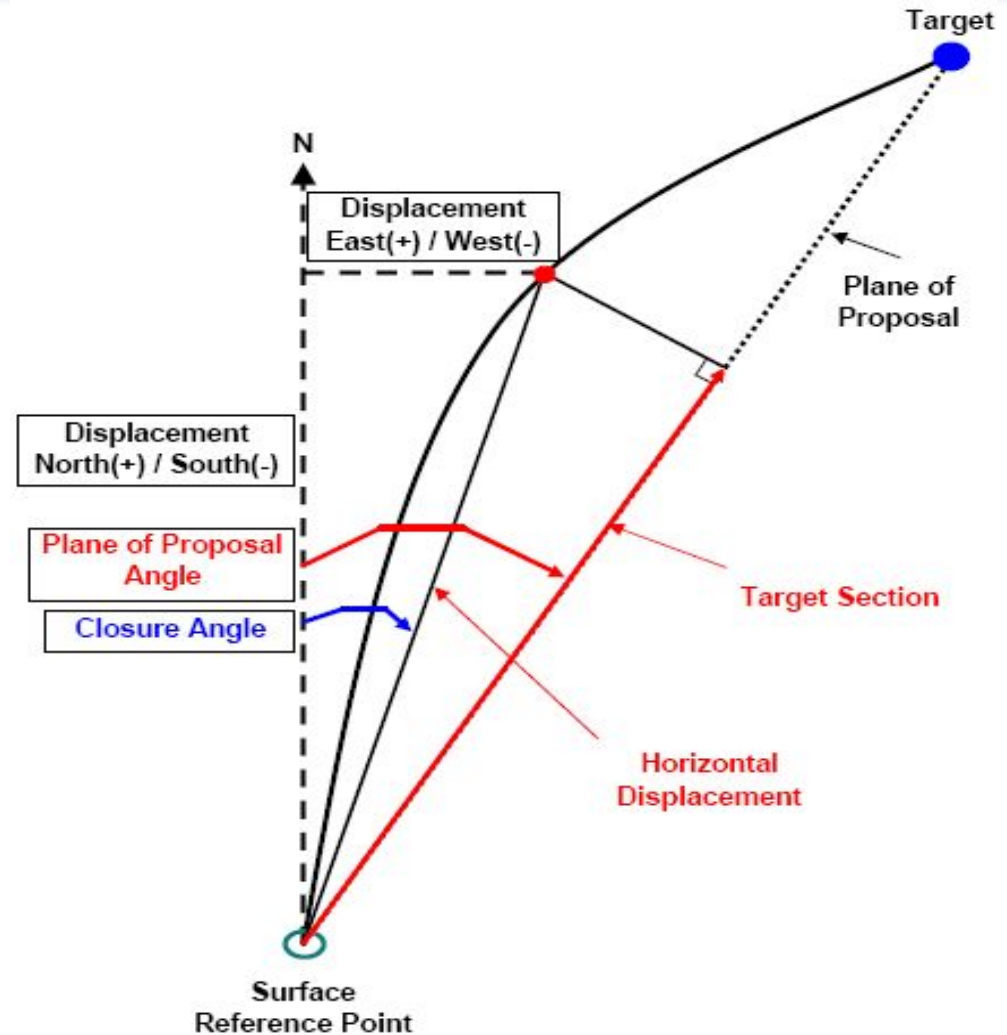 Target
N
Displacement
East(+) / West(-)
Plane of
Proposal
Displacement
North(+) / South(-)
Plane of Proposal
Angle
Target Section
Closure Angle
Horizontal
Displacement
Surface
Reference Point